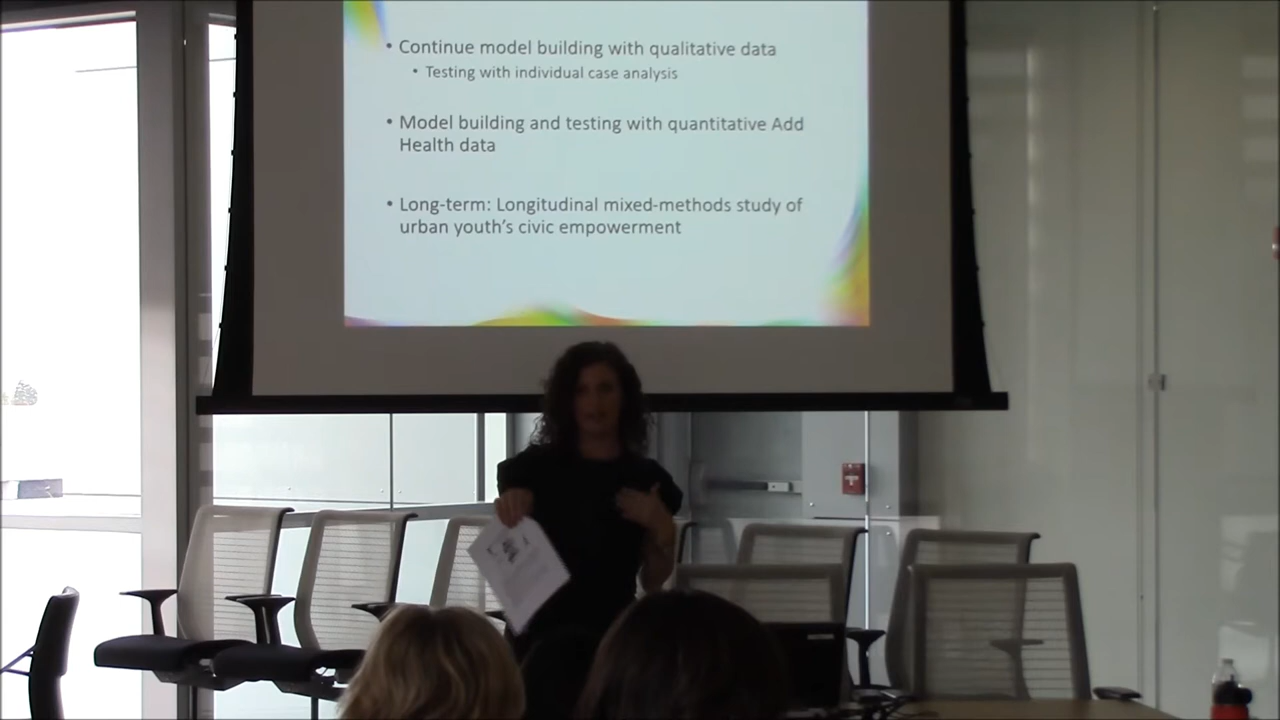 • Continue model building with qualitative data
• Testing with individual case analysis
• Model building and testing with quantitative Add
Health data
• Long-term: Longitudinal mixed-methods study of
urban youth's civic empowerment